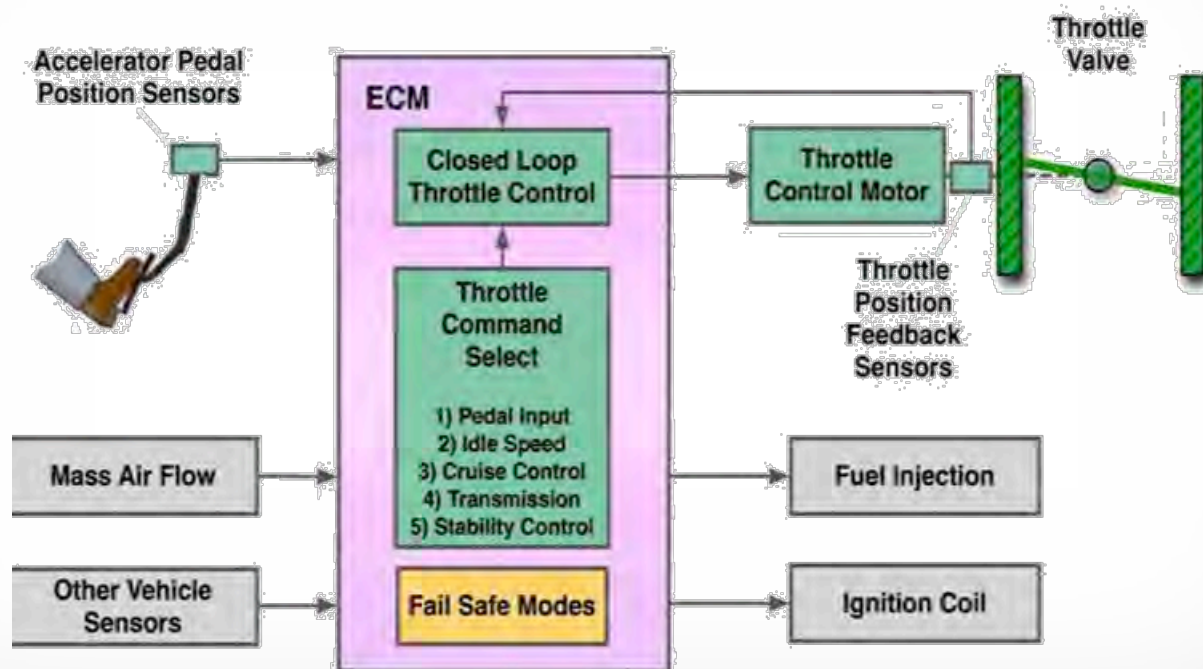 Accelerator Pedal
Position Sensors
ECM
Closed Loop
Throttle Control
Throttle
Control Motor
Throttle
Valve
Throttle
Position
Feedback
Sensors
Throttle
Command
Select
1) Pedal Input
2) Idle Speed
3) Cruise Control
4) Transmission
5) Stability Control
Mass Air Flow
Fuel Injection
Other Vehicle
Sensors
Fail Safe Modes
Ignition Coil